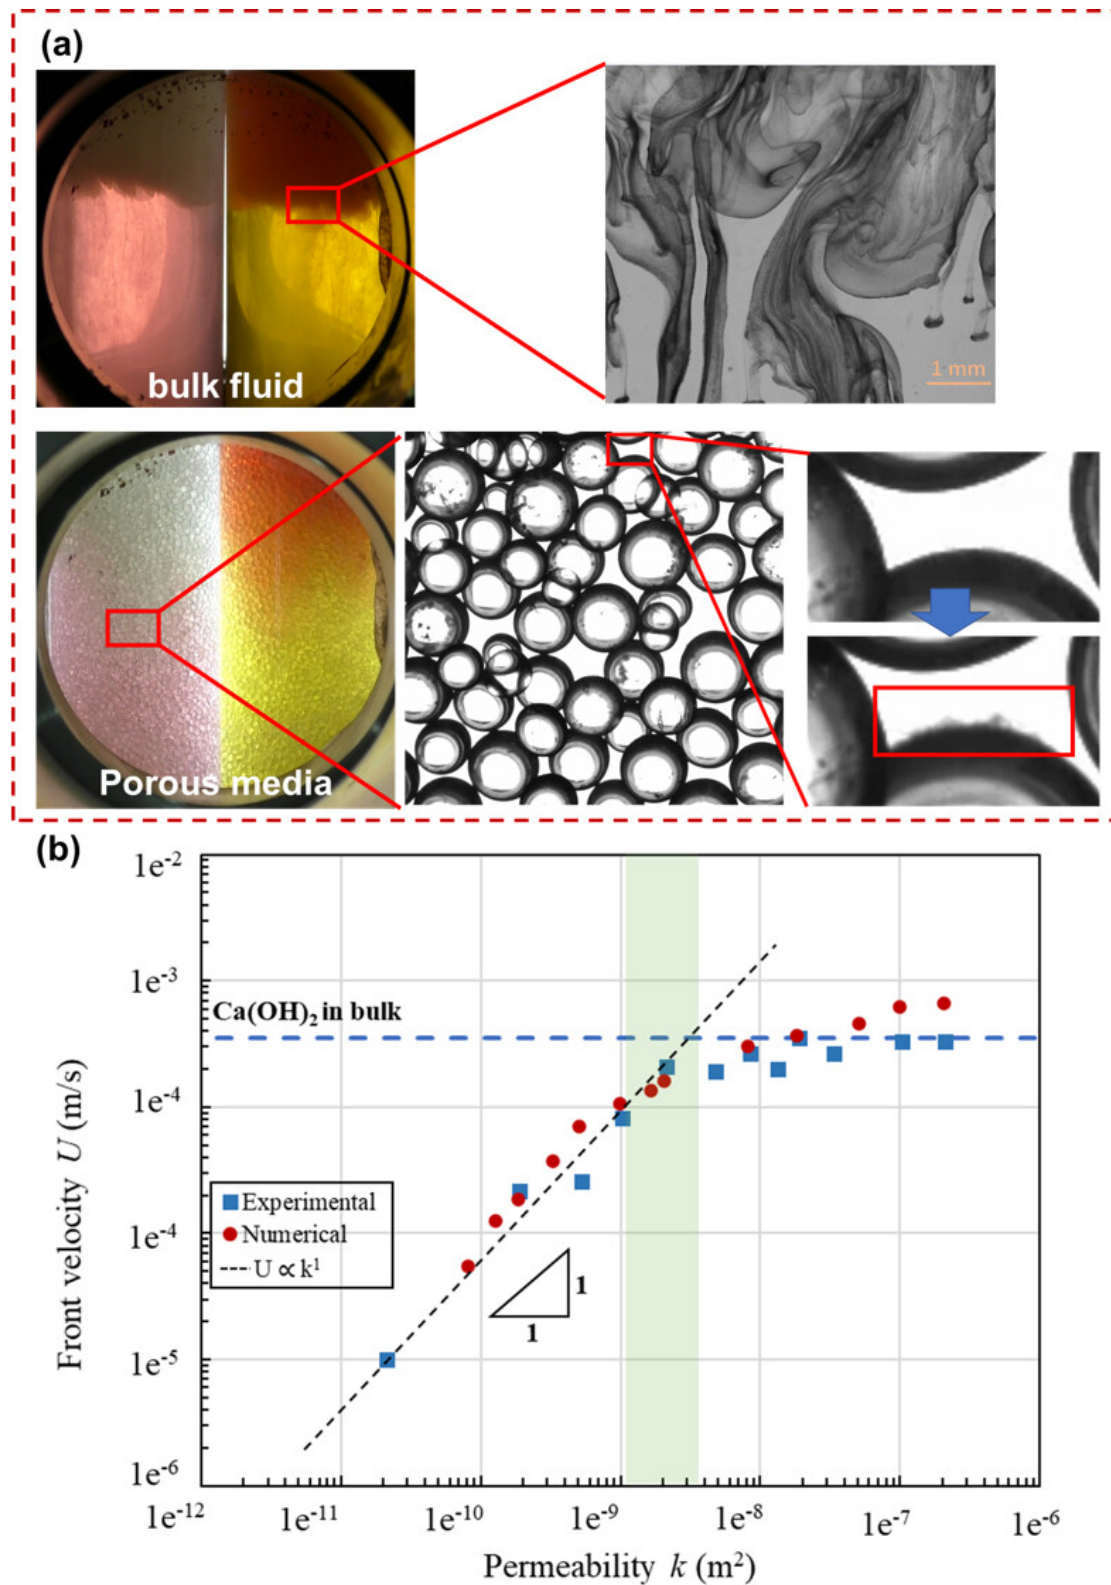 (a)
bulk fluid
1 mm
Porous media
(b)
1e⁻²
1e⁻³
1e⁻⁴
1e⁻⁴
1e⁻⁵
1e⁻⁶
Front velocity U (m/s)
Ca(OH)₂ in bulk
Experimental
Numerical
U ∝ k¹
1
1
1e⁻¹²
1e⁻¹¹
1e⁻¹⁰
1e⁻⁹
1e⁻⁸
1e⁻⁷
1e⁻⁶
Permeability k (m²)